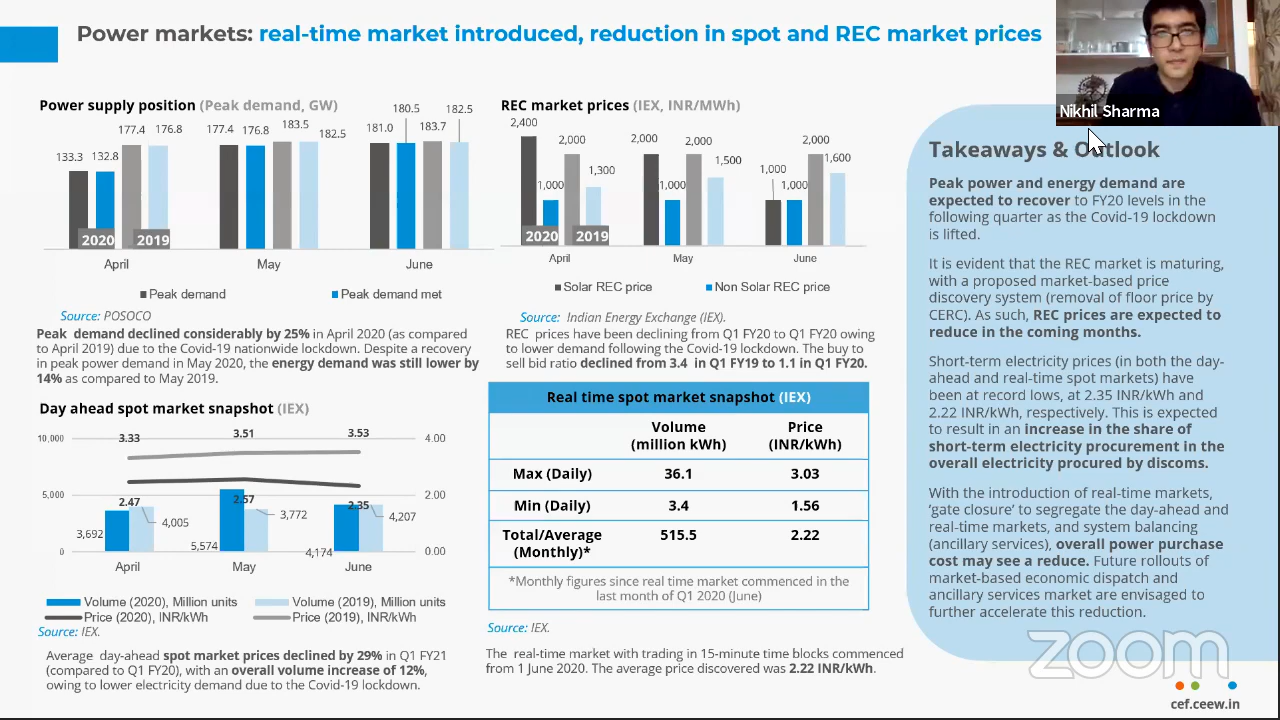 Power markets: real-time market introduced, reduction in spot and REC market prices
Nikhil Sharma
Power supply position (Peak demand, GW)
180.5
182.5
177.4 176.8
177.4 176.8
183.5
182.5
181.0
183.7
133.3 132.8
2020
2019
April
May
June
Peak demand
Peak demand met
Source: POSOCO
Peak demand declined considerably by 25% in April 2020 (as compared
to April 2019) due to the Covid-19 nationwide lockdown. Despite a recovery
in peak power demand in May 2020, the energy demand was still lower by
14% as compared to May 2019.
REC market prices (IEX, INR/MWh)
2,400
2,000
2,000
2,000
2,000
1,000
1,300
1,000
1,500
1,000
1,000
1,600
2020
2019
April
May
June
Solar REC price
Non Solar REC price
Source: Indian Energy Exchange (IEX).
REC prices have been declining from Q1 FY20 to Q1 FY20 owing
to lower demand following the Covid-19 lockdown. The buy to
sell bid ratio declined from 3.4 in Q1 FY19 to 1.1 in Q1 FY20.
Day ahead spot market snapshot (IEX)
10,000
3.33
3.51
3.53
4.00
5,000
2.47
2.57
2.35
2.00
3,692
4,005
5,574
3,772
4,174
4,207
0
0.00
April
May
June
Volume (2020), Million units
Volume (2019), Million units
Price (2020), INR/kWh
Price (2019), INR/kWh
Source: IEX.
Average day-ahead spot market prices declined by 29% in Q1 FY21
(compared to Q1 FY20), with an overall volume increase of 12%,
owing to lower electricity demand due to the Covid-19 lockdown.
Real time spot market snapshot (IEX)
Volume
(million kWh)
Price
(INR/kWh)
Max (Daily)
36.1
3.03
Min (Daily)
3.4
1.56
Total/Average
(Monthly)*
515.5
2.22
*Monthly figures since real time market commenced in the
last month of Q1 2020 (June)
Source: IEX.
The real-time market with trading in 15-minute time blocks commenced
from 1 June 2020. The average price discovered was 2.22 INR/kWh.
Takeaways & Outlook
Peak power and energy demand are
expected to recover to FY20 levels in the
following quarter as the Covid-19 lockdown
is lifted.
It is evident that the REC market is maturing,
with a proposed market-based price
discovery system (removal of floor price by
CERC). As such, REC prices are expected to
reduce in the coming months.
Short-term electricity prices (in both the day-
ahead and real-time spot markets) have
been at record lows, at 2.35 INR/kWh and
2.22 INR/kWh, respectively. This is expected
to result in an increase in the share of
short-term electricity procurement in the
overall electricity procured by discoms.
With the introduction of real-time markets,
‘gate closure’ to segregate the day-ahead and
real-time markets, and system balancing
(ancillary services), overall power purchase
cost may see a reduce. Future rollouts of
market-based economic dispatch and
ancillary services market are envisaged to
further accelerate this reduction.
zoom
cef.ceew.in